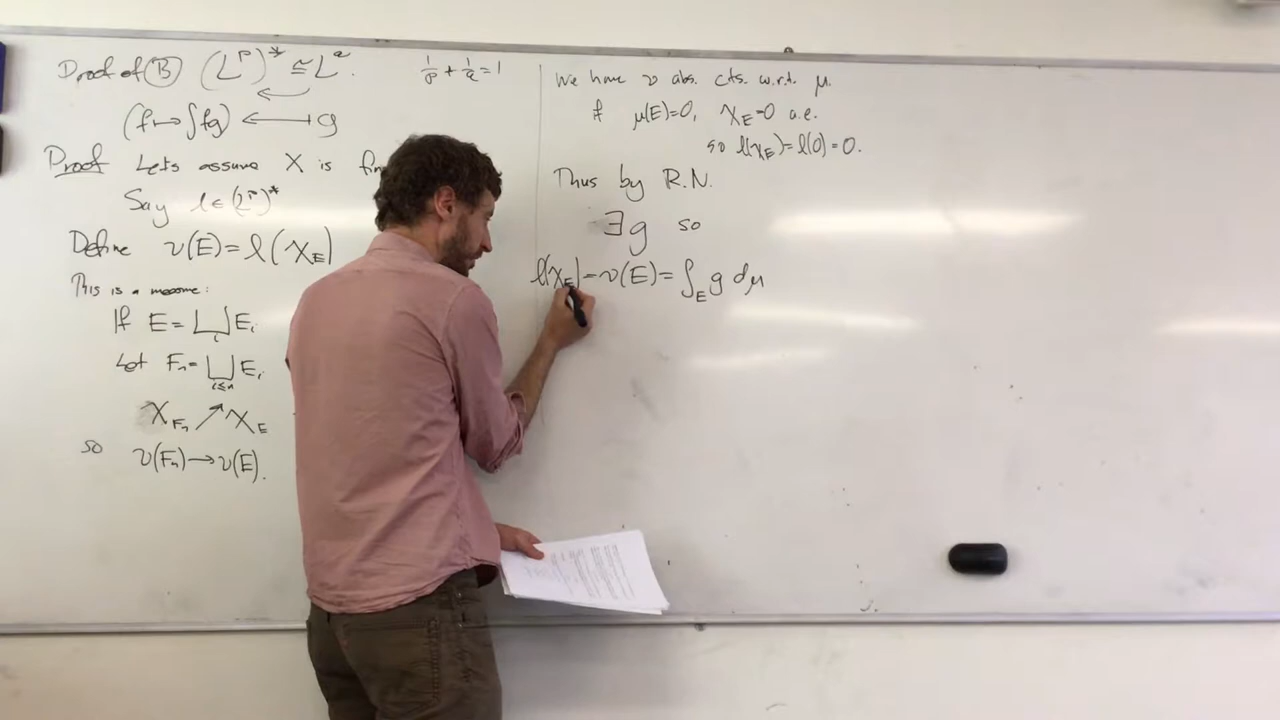 Proof of (B) (L^p)^* ≅ L^q. 1/p + 1/q = 1
(f ↦ ∫fg) ⟵ g
Proof Lets assume X is fin
Say l ∈ (L^p)^*
Define ν(E) = l(χ_E)
This is a measure:
If E = ⨆_i E_i
Let F_n = ⨆_{i≤n} E_i
χ_{F_n} ↗ χ_E
so ν(F_n) → ν(E).
We have ν abs. cts. w.r.t. μ.
If μ(E)=0, χ_E=0 a.e.
so l(χ_E) = l(0) = 0.
Thus by R.N.
∃ g so
l(χ_E) = ν(E) = ∫_E g dμ